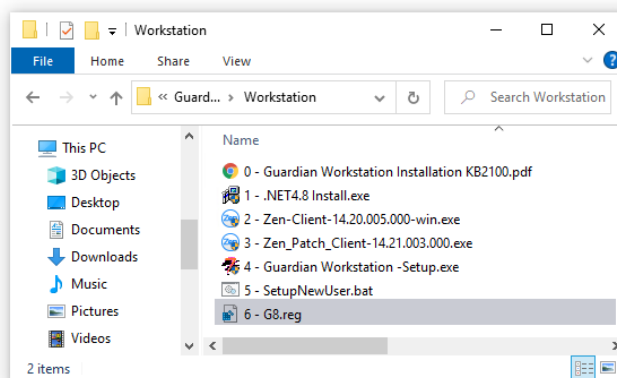 Workstation
File Home Share View
« Guard... › Workstation
Search Workstation
This PC
3D Objects
Desktop
Documents
Downloads
Music
Pictures
Videos
Name
0 - Guardian Workstation Installation KB2100.pdf
1 - .NET4.8 Install.exe
2 - Zen-Client-14.20.005.000-win.exe
3 - Zen_Patch_Client-14.21.003.000.exe
4 - Guardian Workstation -Setup.exe
5 - SetupNewUser.bat
6 - G8.reg
2 items